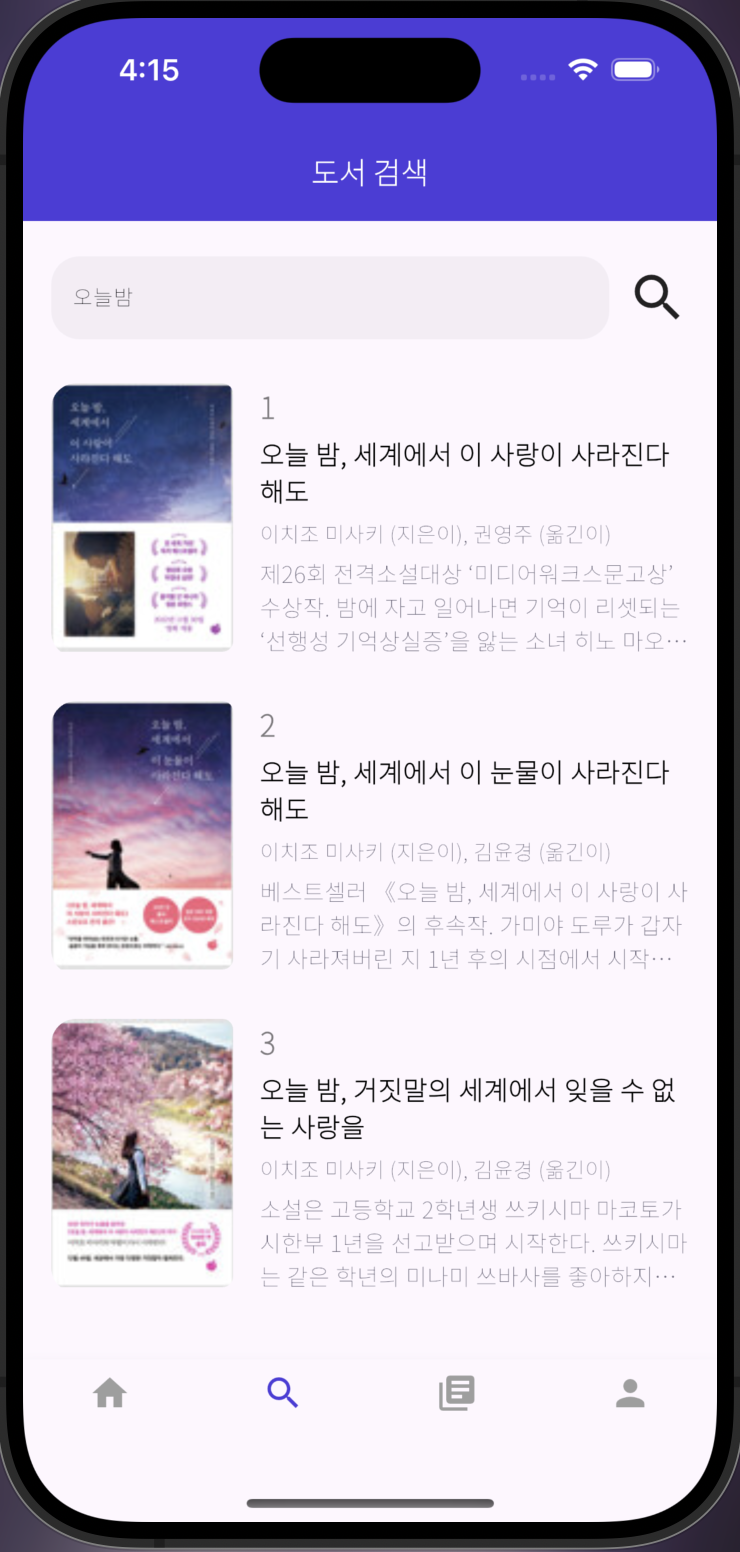 4:15
도서 검색
오늘밤
오늘 밤,
세계에서
이 사랑이
사라진다 해도
1
오늘 밤, 세계에서 이 사랑이 사라진다
해도
이치조 미사키 (지은이), 권영주 (옮긴이)
제26회 전격소설대상 ‘미디어워크스문고상’
수상작. 밤에 자고 일어나면 기억이 리셋되는
‘선행성 기억상실증’을 앓는 소녀 히노 마오…
오늘 밤,
세계에서
이 눈물이
사라진다 해도
2
오늘 밤, 세계에서 이 눈물이 사라진다
해도
이치조 미사키 (지은이), 김윤경 (옮긴이)
베스트셀러 《오늘 밤, 세계에서 이 사랑이 사
라진다 해도》의 후속작. 가미야 도루가 갑자
기 사라져버린 지 1년 후의 시점에서 시작…
3
오늘 밤, 거짓말의 세계에서 잊을 수 없
는 사랑을
이치조 미사키 (지은이), 김윤경 (옮긴이)
소설은 고등학교 2학년생 쓰키시마 마코토가
시한부 1년을 선고받으며 시작한다. 쓰키시마
는 같은 학년의 미나미 쓰바사를 좋아하지…